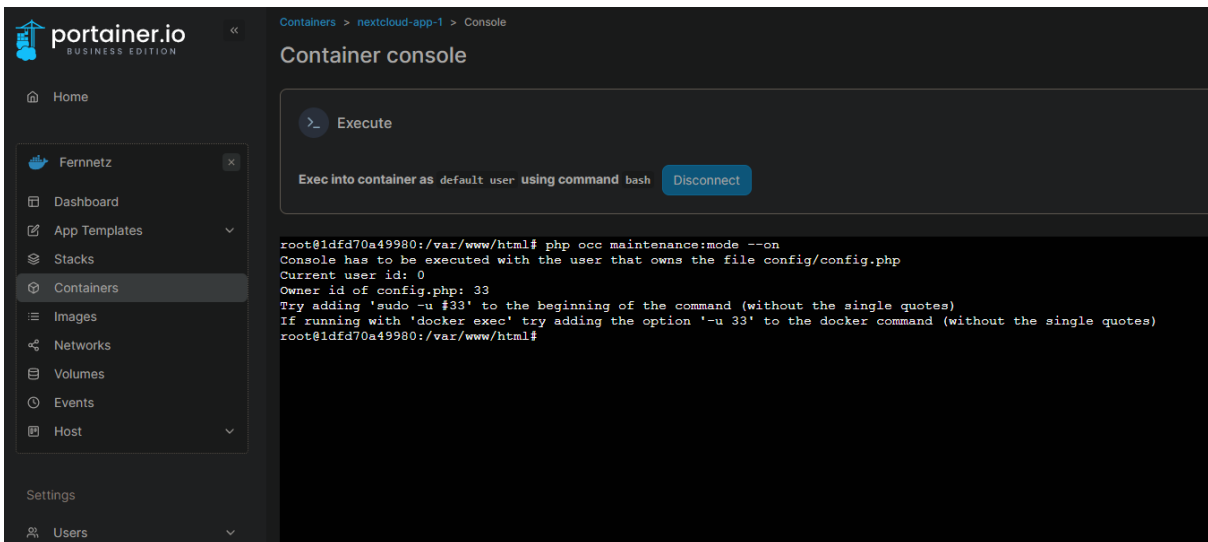 portainer.io
BUSINESS EDITION
«
Home
Fernnetz
×
Dashboard
App Templates
Stacks
Containers
Images
Networks
Volumes
Events
Host
Settings
Users
Containers > nextcloud-app-1 > Console
Container console
>_ Execute
Exec into container as default user using command bash Disconnect
root@1dfd70a49980:/var/www/html# php occ maintenance:mode --on
Console has to be executed with the user that owns the file config/config.php
Current user id: 0
Owner id of config.php: 33
Try adding 'sudo -u #33' to the beginning of the command (without the single quotes)
If running with 'docker exec' try adding the option '-u 33' to the docker command (without the single quotes)
root@1dfd70a49980:/var/www/html#